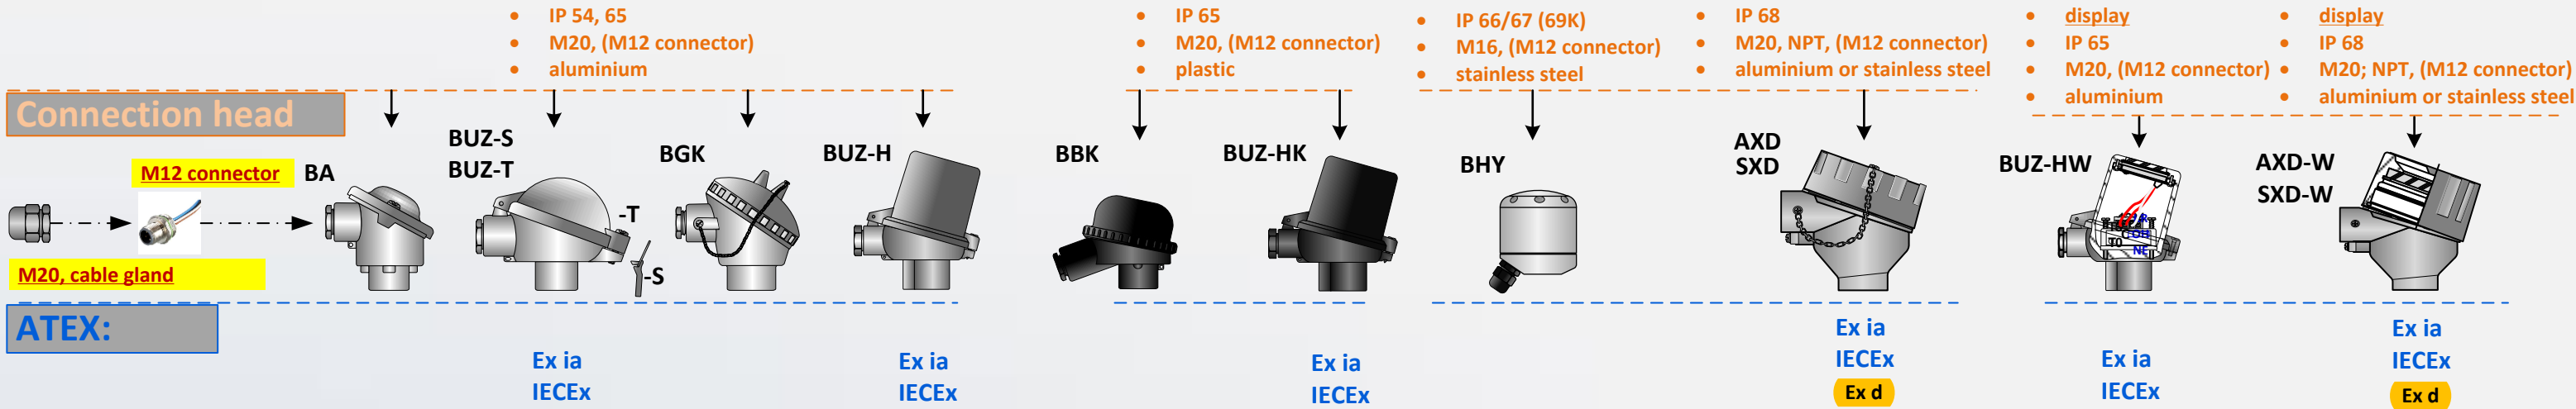 • IP 54, 65
• M20, (M12 connector)
• aluminium
• IP 65
• M20, (M12 connector)
• plastic
• IP 66/67 (69K)
• M16, (M12 connector)
• stainless steel
• IP 68
• M20, NPT, (M12 connector)
• aluminium or stainless steel
• display
• IP 65
• M20, (M12 connector)
• aluminium
• display
• IP 68
• M20; NPT, (M12 connector)
• aluminium or stainless steel
Connection head
M12 connector
M20, cable gland
BA
BUZ-S
BUZ-T
-T
-S
BGK
BUZ-H
BBK
BUZ-HK
BHY
AXD
SXD
BUZ-HW
AXD-W
SXD-W
ATEX:
Ex ia
IECEx
Ex ia
IECEx
Ex ia
IECEx
Ex ia
IECEx
Ex d
Ex ia
IECEx
Ex ia
IECEx
Ex d